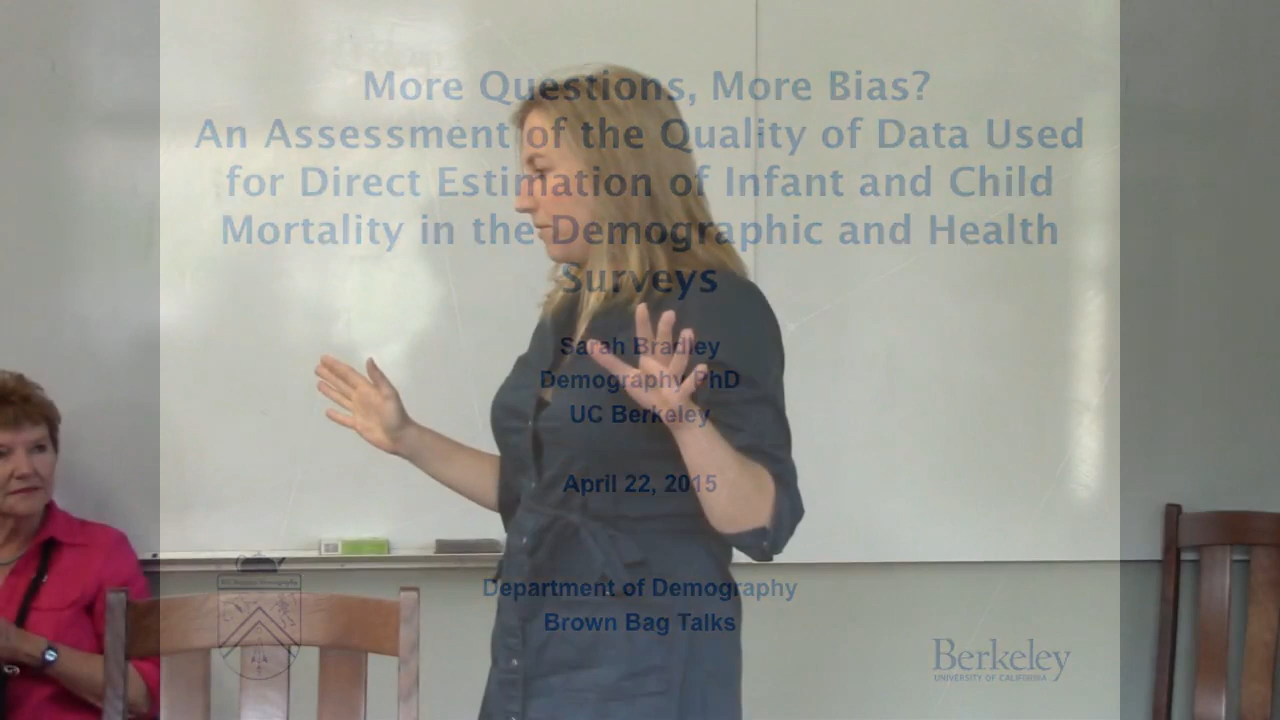 More Questions, More Bias?
An Assessment of the Quality of Data Used
for Direct Estimation of Infant and Child
Mortality in the Demographic and Health
Surveys
Sarah Bradley
Demography PhD
UC Berkeley
April 22, 2015
Department of Demography
Brown Bag Talks
Berkeley
UNIVERSITY OF CALIFORNIA